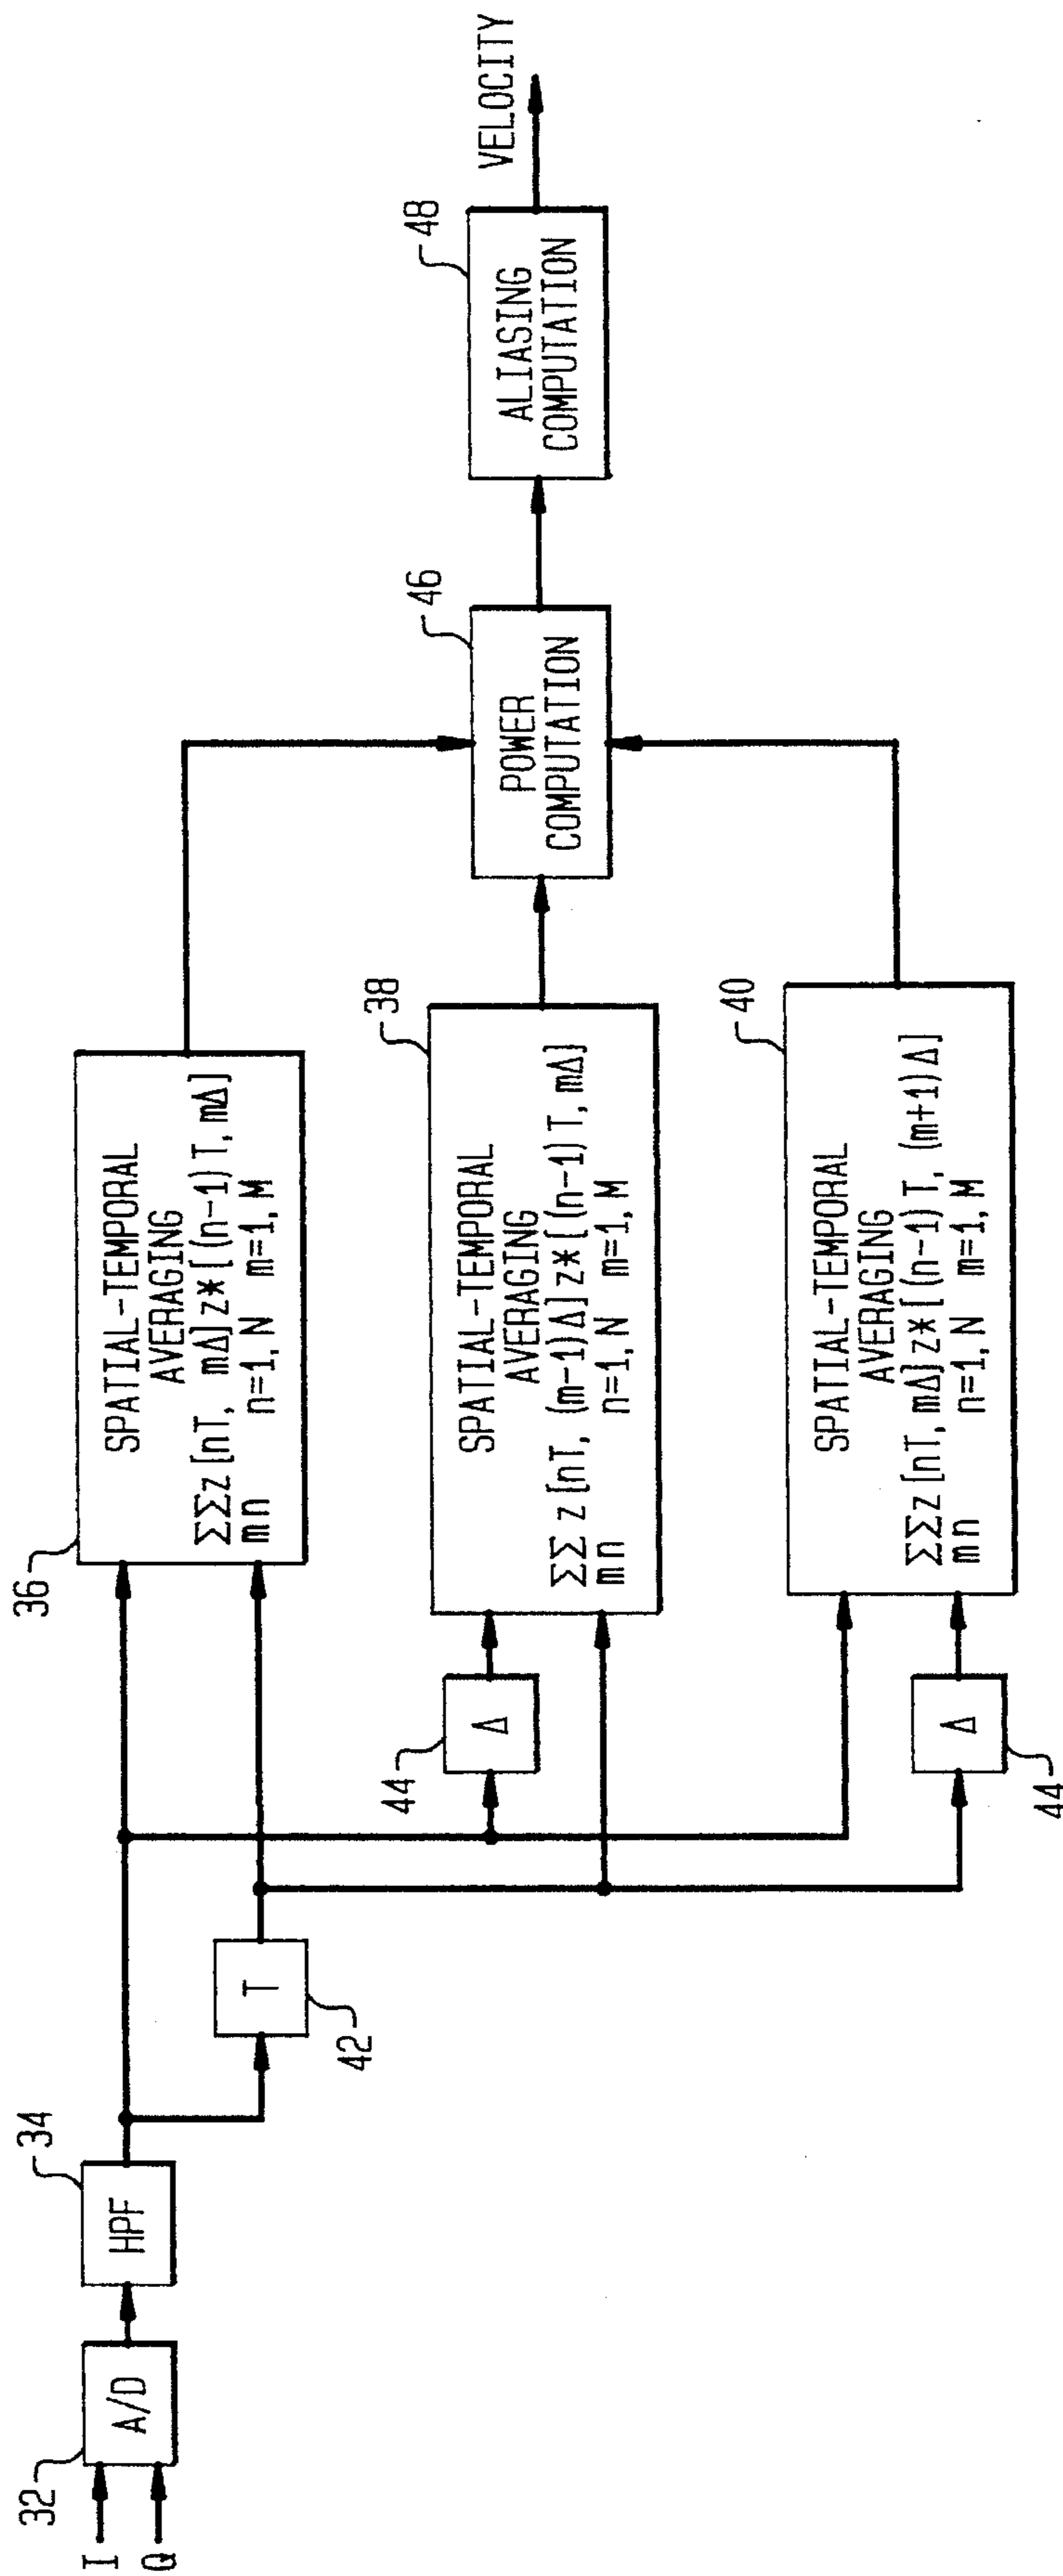 I
Q
32
A/D
34
HPF
42
T
36
SPATIAL-TEMPORAL
AVERAGING
ΣΣz[nT, mΔ]z*[(n-1)T, mΔ]
m n n=1, N m=1, M
44
Δ
38
SPATIAL-TEMPORAL
AVERAGING
ΣΣ z[nT, (m-1)Δ]z*[(n-1)T, mΔ]
m n n=1, N m=1, M
44
Δ
40
SPATIAL-TEMPORAL
AVERAGING
ΣΣz[nT, mΔ]z*[(n-1)T, (m+1)Δ]
m n n=1, N m=1, M
46
POWER
COMPUTATION
48
ALIASING
COMPUTATION
VELOCITY